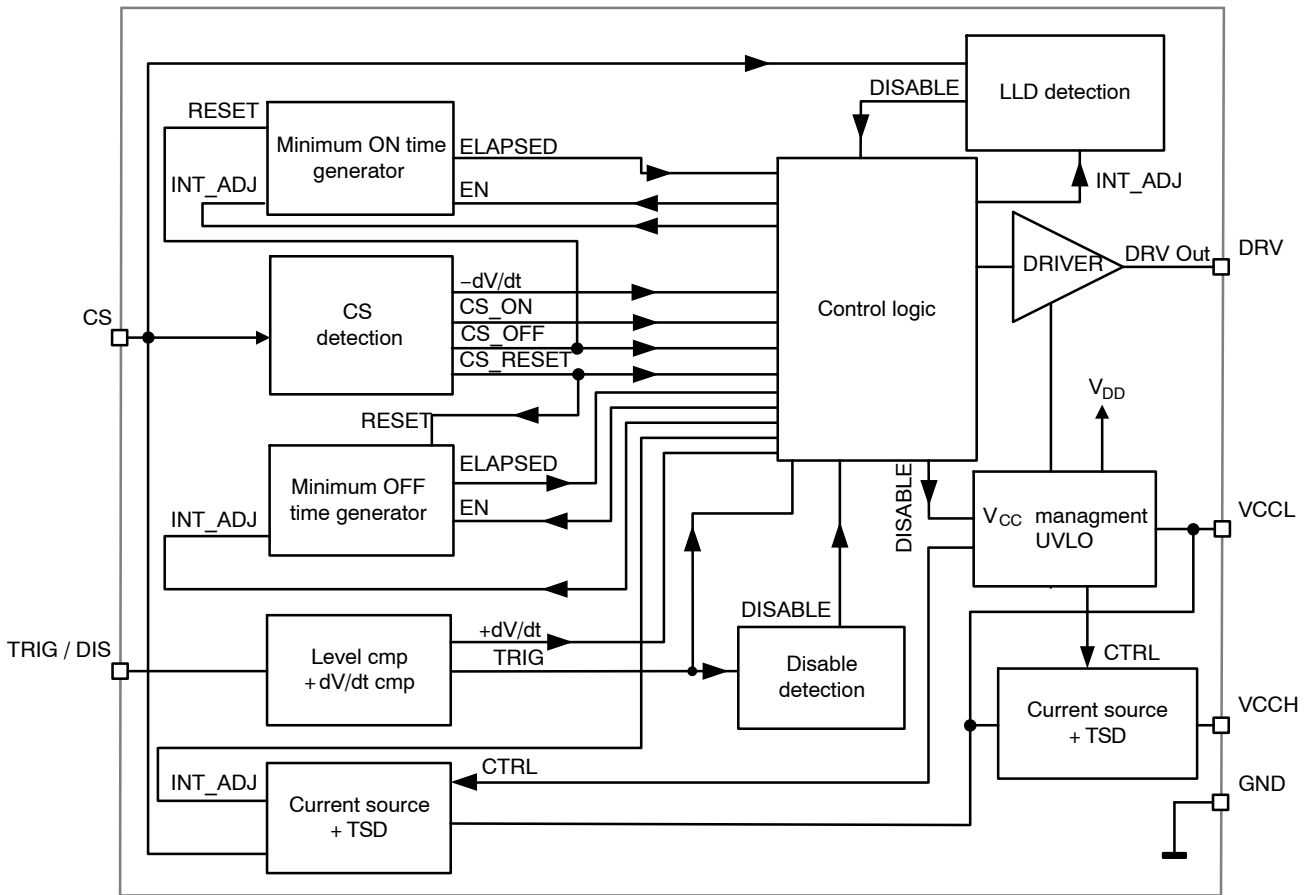 LLD detection
DISABLE
RESET
Minimum ON time
generator
ELAPSED
INT_ADJ
EN
INT_ADJ
DRIVER
DRV Out
DRV
Control logic
CS
CS
detection
−dV/dt
CS_ON
CS_OFF
CS_RESET
VDD
RESET
Minimum OFF
time generator
ELAPSED
EN
INT_ADJ
DISABLE
VCC managment
UVLO
VCCL
TRIG / DIS
Level cmp
+dV/dt cmp
+dV/dt
TRIG
DISABLE
Disable
detection
CTRL
Current source
+ TSD
VCCH
INT_ADJ
CTRL
Current source
+ TSD
GND